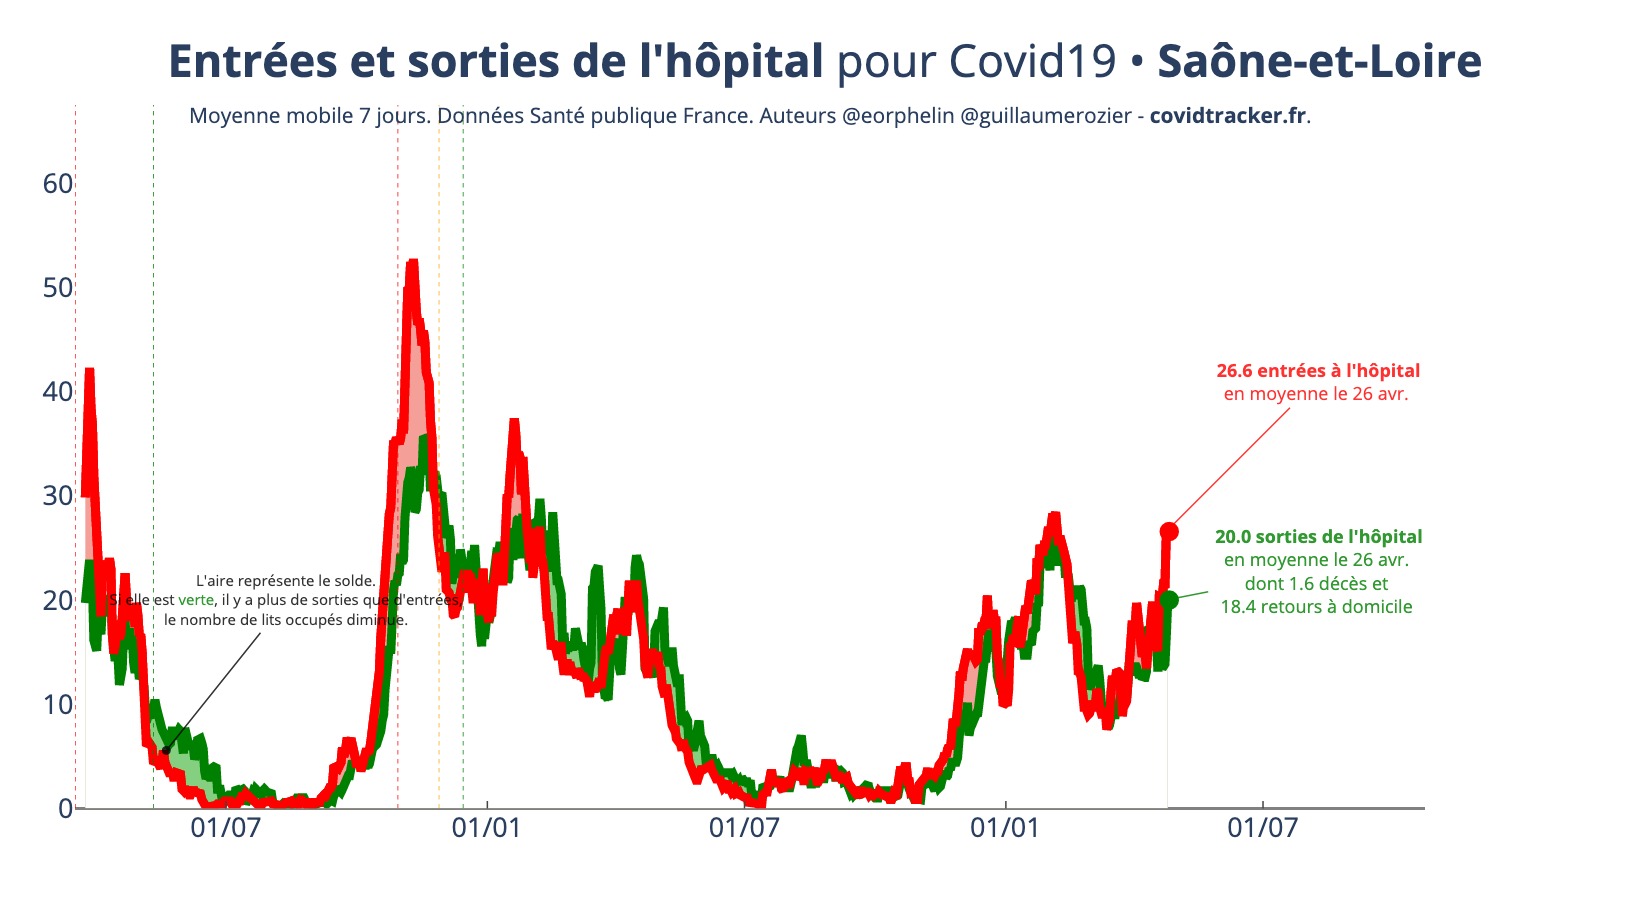 Entrées et sorties de l'hôpital pour Covid19 • Saône-et-Loire
Moyenne mobile 7 jours. Données Santé publique France. Auteurs @eorphelin @guillaumerozier - covidtracker.fr.
60
50
40
30
20
10
0
26.6 entrées à l'hôpital
en moyenne le 26 avr.
20.0 sorties de l'hôpital
en moyenne le 26 avr.
dont 1.6 décès et
18.4 retours à domicile
L'aire représente le solde.
Si elle est verte, il y a plus de sorties que d'entrées,
le nombre de lits occupés diminue.
01/07
01/01
01/07
01/01
01/07